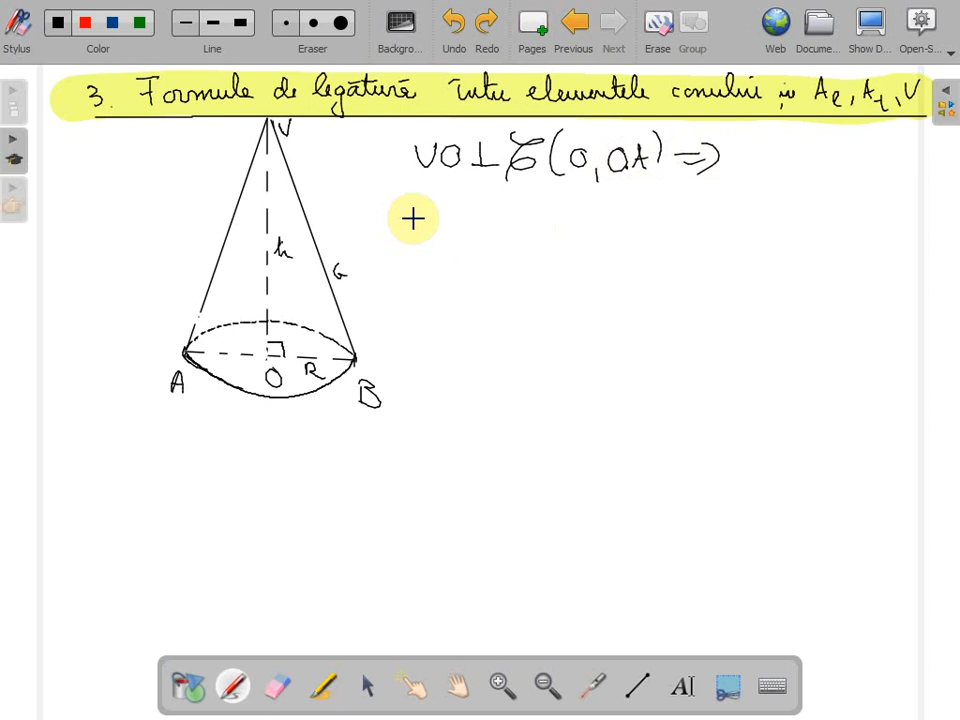 Stylus Color Line Eraser Backgro... Undo Redo Pages Previous Next Erase Group Web Docume... Show D... Open-S...
3. Formule de legătură între elementele conului și Aℓ, At, V
V
VO ⊥ 𝒞(O, OA) ⇒
h
G
R
A O B